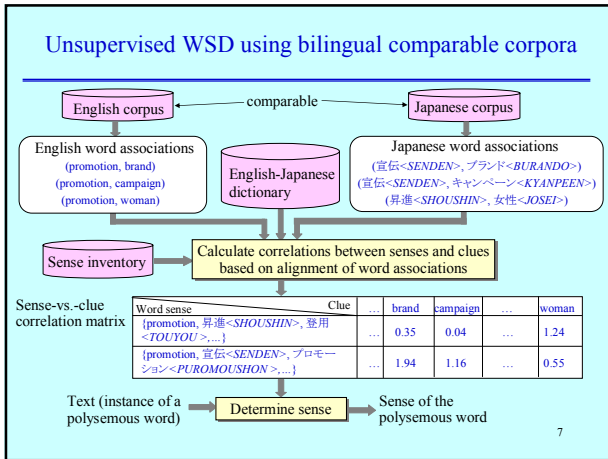 Unsupervised WSD using bilingual comparable corpora
English corpus
comparable
Japanese corpus
English word associations
(promotion, brand)
(promotion, campaign)
(promotion, woman)
English-Japanese
dictionary
Japanese word associations
(宣伝<SENDEN>, ブランド<BURANDO>)
(宣伝<SENDEN>, キャンペーン<KYANPEEN>)
(昇進<SHOUSHIN>, 女性<JOSEI>)
Sense inventory
Calculate correlations between senses and clues
based on alignment of word associations
Sense-vs.-clue
correlation matrix
Word sense Clue … brand campaign … woman
{promotion, 昇進<SHOUSHIN>, 登用
<TOUYOU>,...} … 0.35 0.04 … 1.24
{promotion, 宣伝<SENDEN>, プロモー
ション<PUROMOUSHON>,...} … 1.94 1.16 … 0.55
Text (instance of a
polysemous word)
Determine sense
Sense of the
polysemous word
7